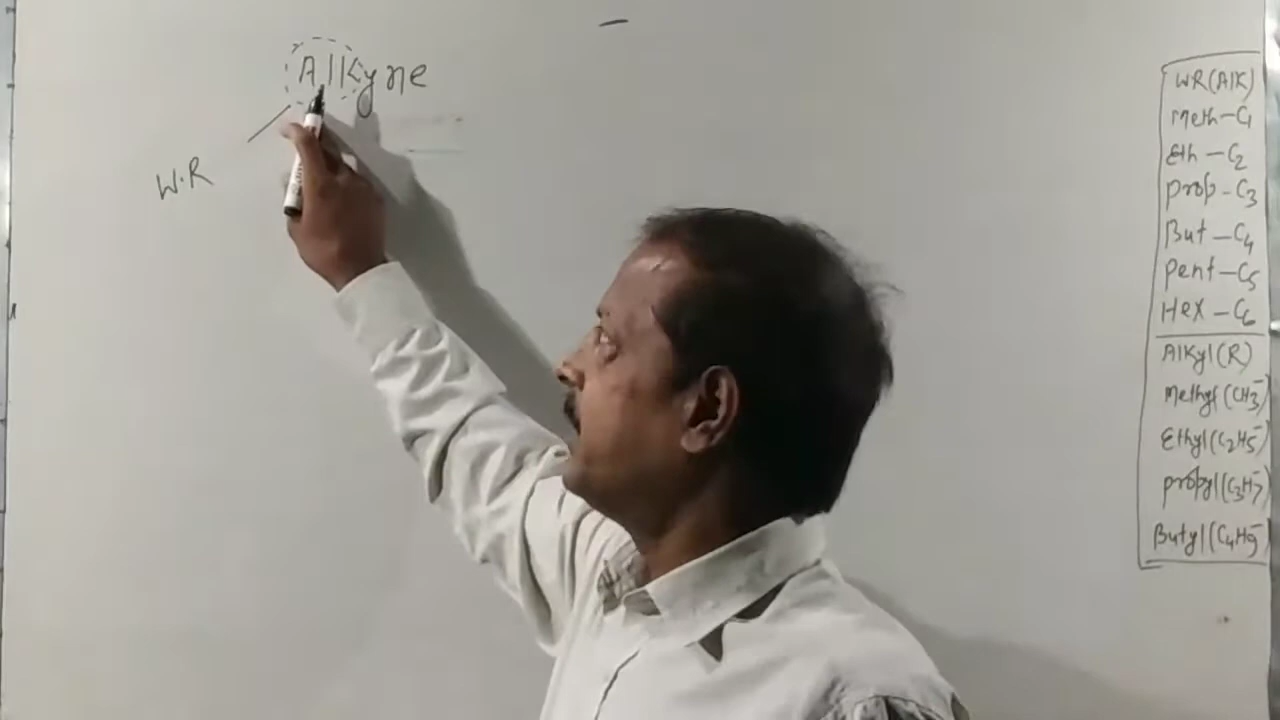 Alkyne
W.R
WR(Alk)
Meth-C1
Eth-C2
Prop-C3
But-C4
Pent-C5
Hex-C6
Alkyl(R)
Methyl(CH3-)
Ethyl(C2H5-)
propyl(C3H7-)
Butyl(C4H9-)